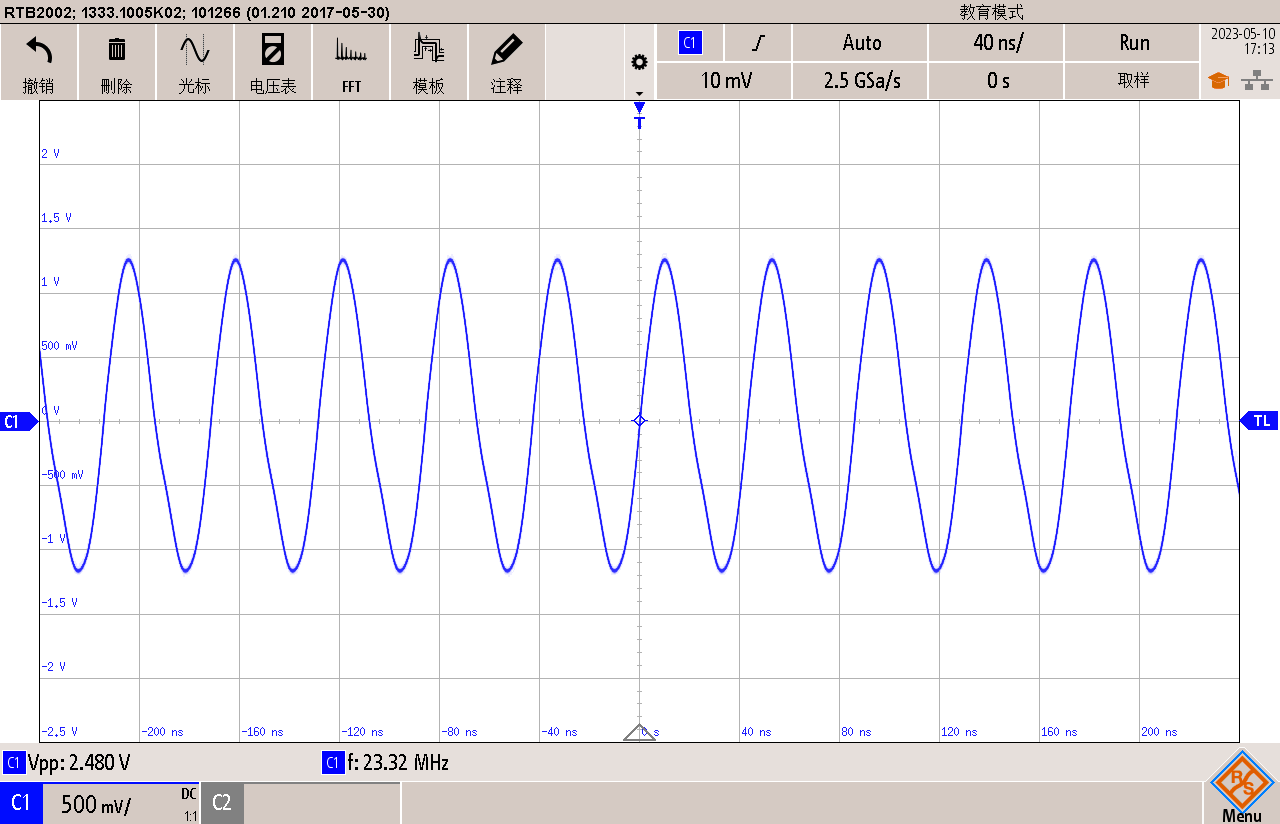 RTB2002; 1333.1005K02; 101266 (01.210 2017-05-30)
教育模式
撤销
删除
光标
电压表
FFT
模板
注释
C1
Auto
40 ns/
Run
10 mV
2.5 GSa/s
0 s
取样
2023-05-10
17:13
T
2 V
1.5 V
1 V
500 mV
0 V
-500 mV
-1 V
-1.5 V
-2 V
-2.5 V
C1
TL
-200 ns
-160 ns
-120 ns
-80 ns
-40 ns
0 s
40 ns
80 ns
120 ns
160 ns
200 ns
C1 Vpp: 2.480 V
C1 f: 23.32 MHz
C1
500 mV/
DC
1:1
C2
R S
Menu